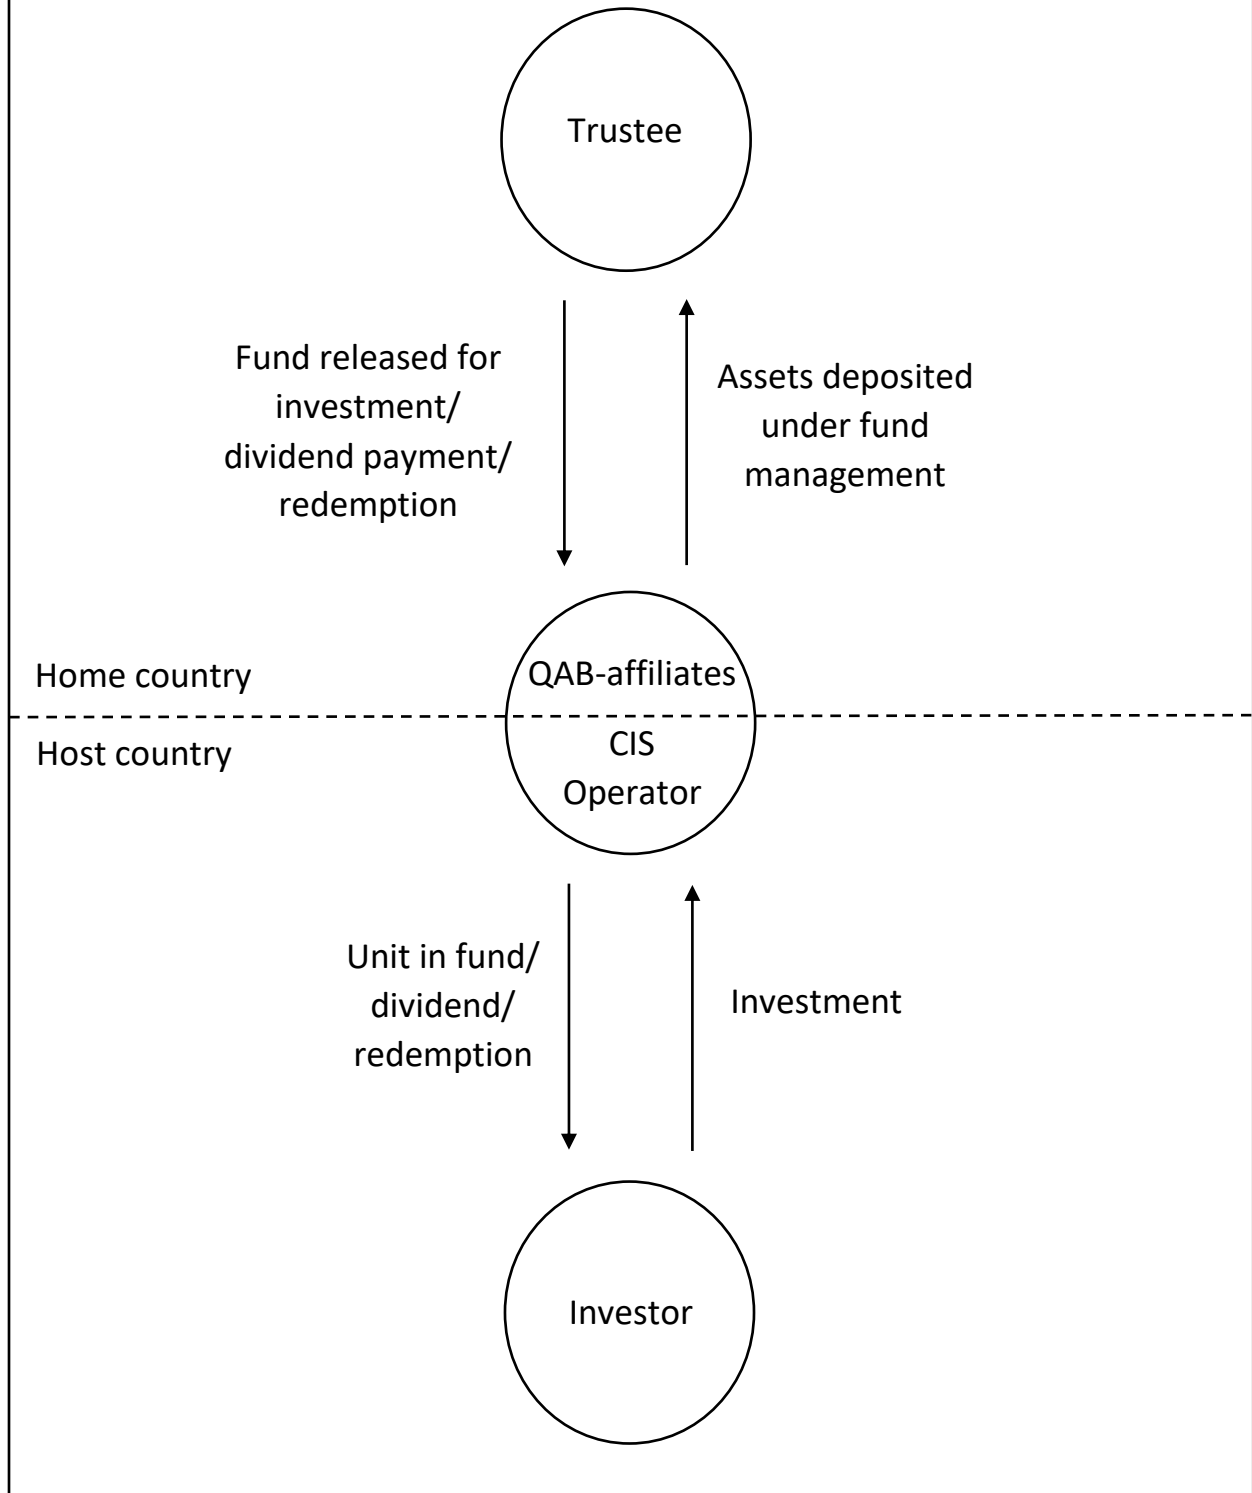 Trustee
Fund released for
investment/
dividend payment/
redemption
Assets deposited
under fund
management
Home country
QAB-affiliates
Host country
CIS
Operator
Unit in fund/
dividend/
redemption
Investment
Investor